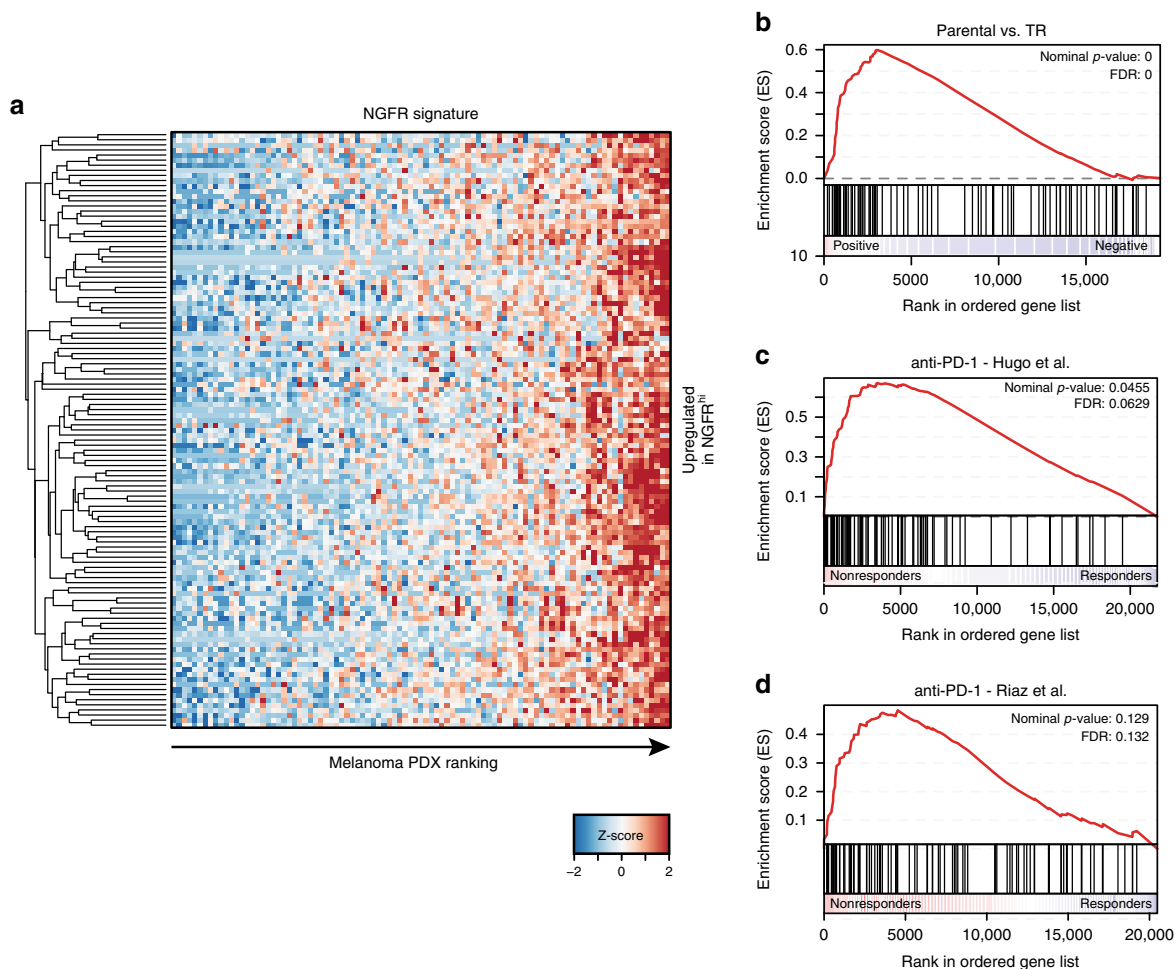 a
NGFR signature
Upregulated
in NGFRhi
Melanoma PDX ranking
Z-score
−2
0
2
b
Parental vs. TR
Nominal p-value: 0
FDR: 0
Enrichment score (ES)
0.6
0.4
0.2
0.0
10
Positive
Negative
0
5000
10,000
15,000
Rank in ordered gene list
c
anti-PD-1 - Hugo et al.
Nominal p-value: 0.0455
FDR: 0.0629
Enrichment score (ES)
0.5
0.3
0.1
Nonresponders
Responders
0
5000
10,000
15,000
20,000
Rank in ordered gene list
d
anti-PD-1 - Riaz et al.
Nominal p-value: 0.129
FDR: 0.132
Enrichment score (ES)
0.4
0.3
0.2
0.1
Nonresponders
Responders
0
5000
10,000
15,000
20,000
Rank in ordered gene list